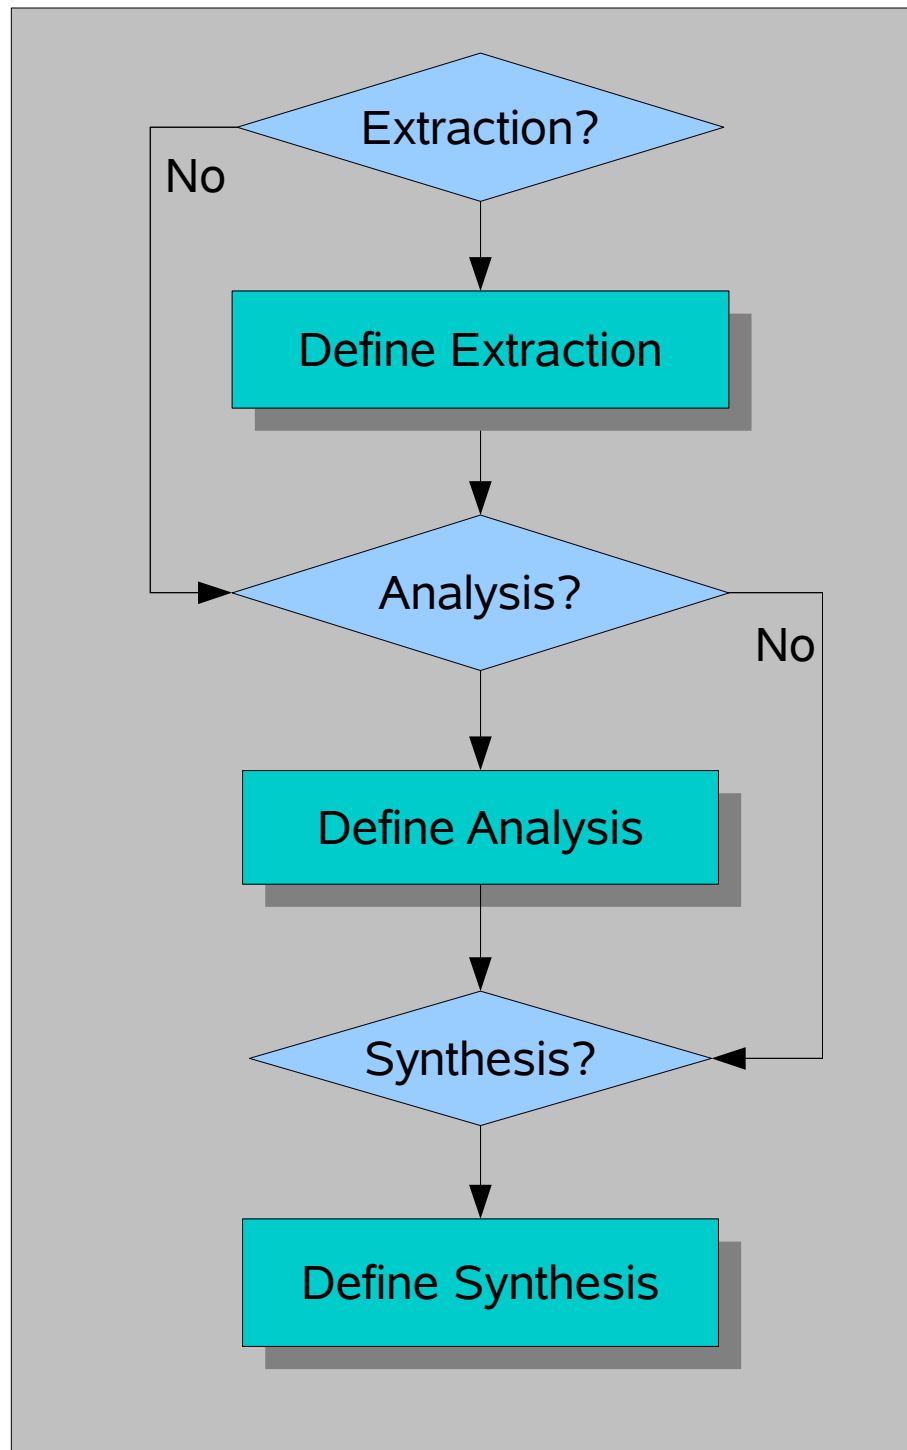 Extraction?
No
Define Extraction
Analysis?
No
Define Analysis
Synthesis?
Define Synthesis